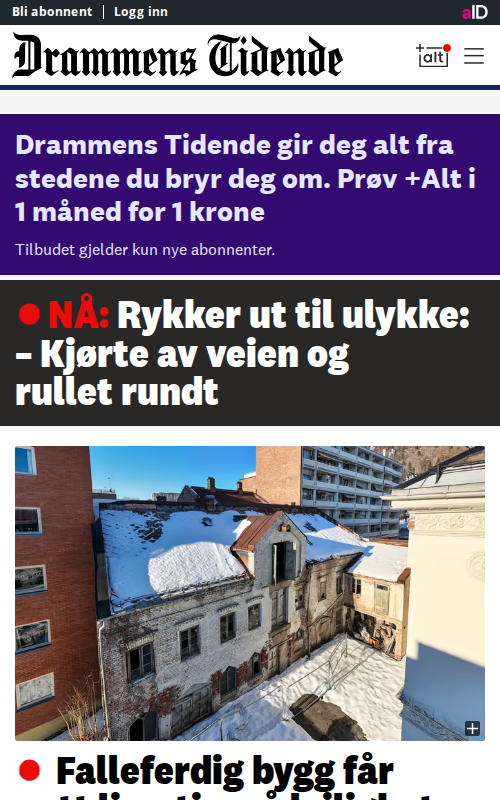 Bli abonnent
Logg inn
aID
Drammens Tidende
+alt
Drammens Tidende gir deg alt fra
stedene du bryr deg om. Prøv +Alt i
1 måned for 1 krone
Tilbudet gjelder kun nye abonnenter.
NÅ: Rykker ut til ulykke:
– Kjørte av veien og
rullet rundt
Falleferdig bygg får